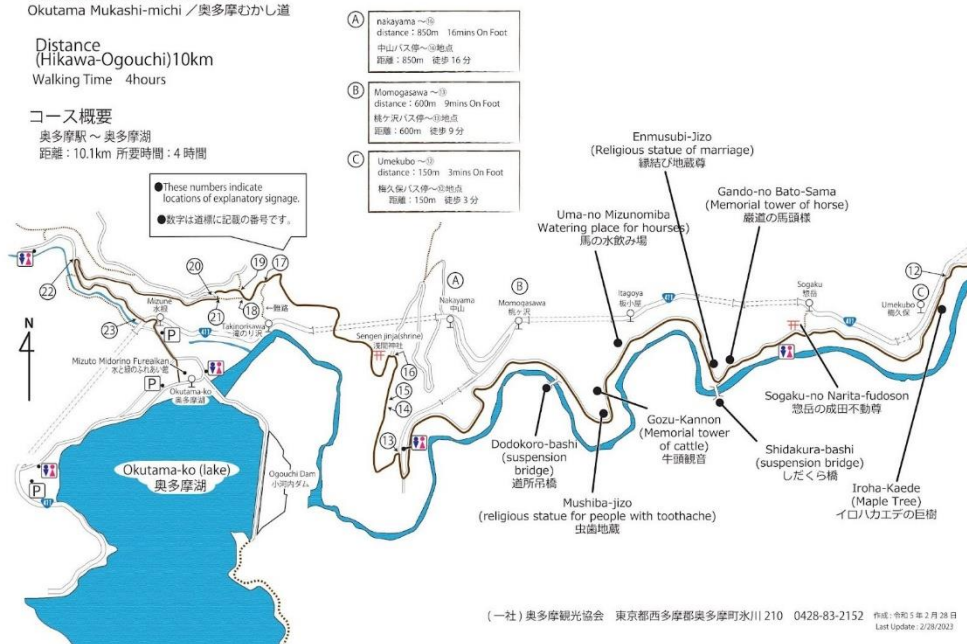 Okutama Mukashi-michi ／奥多摩むかし道
Distance
(Hikawa-Ogouchi)10km
Walking Time 4hours
コース概要
奥多摩駅 ～ 奥多摩湖
距離：10.1km 所要時間：4 時間
A
nakayama ～⑯
distance：850m 16mins On Foot
中山バス停～⑯地点
距離：850m 徒歩 16 分
B
Momogasawa ～⑬
distance：600m 9mins On Foot
桃ケ沢バス停～⑬地点
距離：600m 徒歩 9 分
C
Umekubo ～⑫
distance：150m 3mins On Foot
梅久保バス停～⑫地点
距離：150m 徒歩 3 分
●These numbers indicate
locations of explanatory signage.
●数字は道標に記載の番号です。
Enmusubi-Jizo
(Religious statue of marriage)
縁結び地蔵尊
Gando-no Bato-Sama
(Memorial tower of horse)
巌道の馬頭様
Uma-no Mizunomiba
Watering place for hourses)
馬の水飲み場
22
20
19
17
21
18
←難路
23
Mizune
水根
P
411
Takinorisawa
滝のり沢
Mizuto Midorino Fureaikan
水と緑のふれあい館
P
Okutama-ko
奥多摩湖
N
4
Sengen Jinja(shrine)
浅間神社
A
Nakayama
中山
B
Momogasawa
桃ヶ沢
Itagoya
板小屋
411
Sogaku
惣岳
411
12
C
Umekubo
梅久保
16
15
14
13
Sogaku-no Narita-fudoson
惣岳の成田不動尊
Dodokoro-bashi
(suspension
bridge)
道所吊橋
Gozu-Kannon
(Memorial tower
of cattle)
牛頭観音
Shidakura-bashi
(suspension bridge)
しだくら橋
Iroha-Kaede
(Maple Tree)
イロハカエデの巨樹
Mushiba-jizo
(religious statue for people with toothache)
虫歯地蔵
Okutama-ko (lake)
奥多摩湖
Ogouchi Dam
小河内ダム
P
411
(一社) 奥多摩観光協会 東京都西多摩郡奥多摩町氷川 210 0428-83-2152
作成：令和 5 年 2 月 28 日
Last Update : 2/28/2023